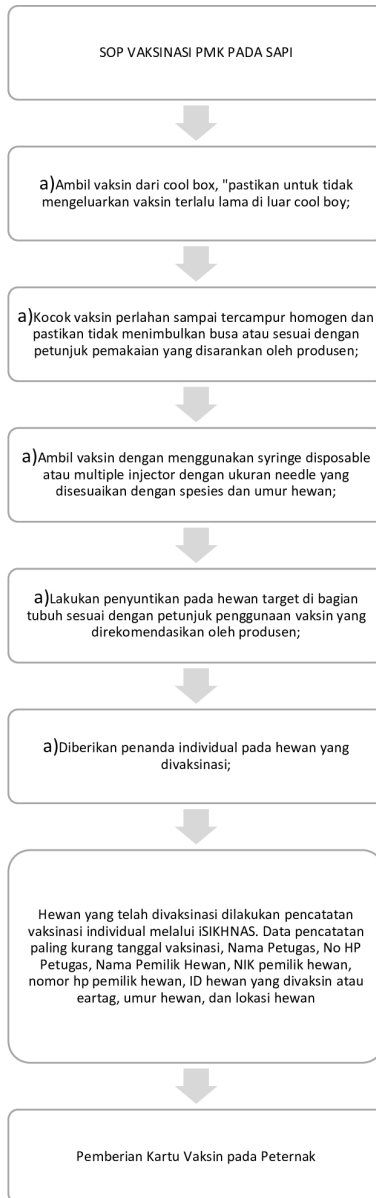 SOP VAKSINASI PMK PADA SAPI
a)Ambil vaksin dari cool box, "pastikan untuk tidak
mengeluarkan vaksin terlalu lama di luar cool boy;
a)Kocok vaksin perlahan sampai tercampur homogen dan
pastikan tidak menimbulkan busa atau sesuai dengan
petunjuk pemakaian yang disarankan oleh produsen;
a)Ambil vaksin dengan menggunakan syringe disposable
atau multiple injector dengan ukuran needle yang
disesuaikan dengan spesies dan umur hewan;
a)Lakukan penyuntikan pada hewan target di bagian
tubuh sesuai dengan petunjuk penggunaan vaksin yang
direkomendasikan oleh produsen;
a)Diberikan penanda individual pada hewan yang
divaksinasi;
Hewan yang telah divaksinasi dilakukan pencatatan
vaksinasi individual melalui iSIKHNAS. Data pencatatan
paling kurang tanggal vaksinasi, Nama Petugas, No HP
Petugas, Nama Pemilik Hewan, NIK pemilik hewan,
nomor hp pemilik hewan, ID hewan yang divaksin atau
eartag, umur hewan, dan lokasi hewan
Pemberian Kartu Vaksin pada Peternak